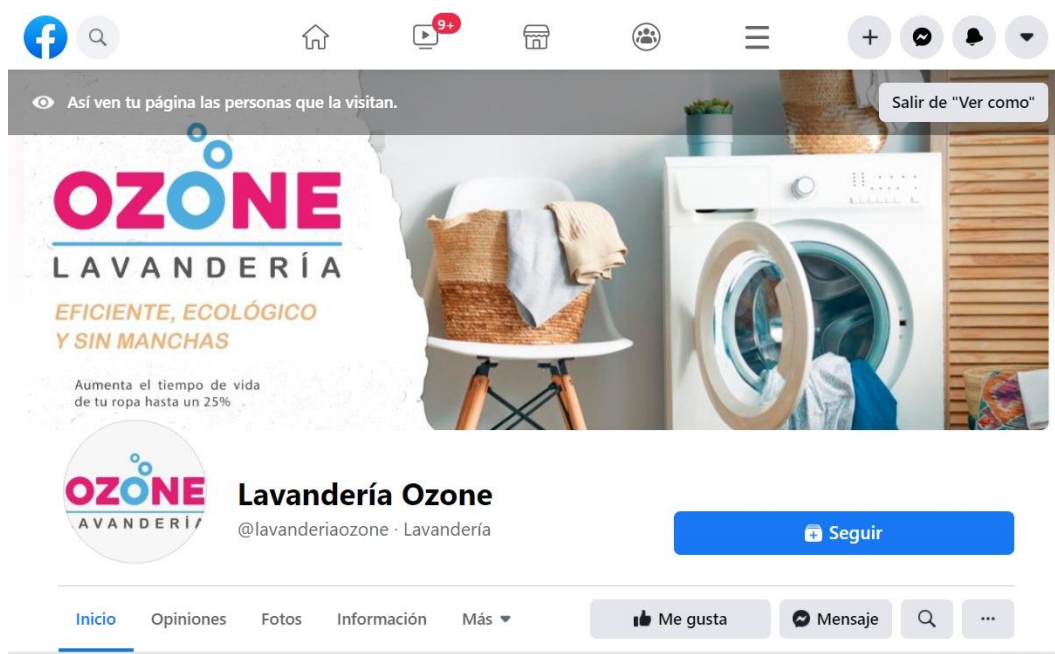 9+
Así ven tu página las personas que la visitan.
Salir de "Ver como"
OZONE
LAVANDERÍA
EFICIENTE, ECOLÓGICO
Y SIN MANCHAS
Aumenta el tiempo de vida
de tu ropa hasta un 25%
OZONE
AVANDERÍA
Lavandería Ozone
@lavanderiaozone · Lavandería
Seguir
Inicio Opiniones Fotos Información Más
Me gusta Mensaje